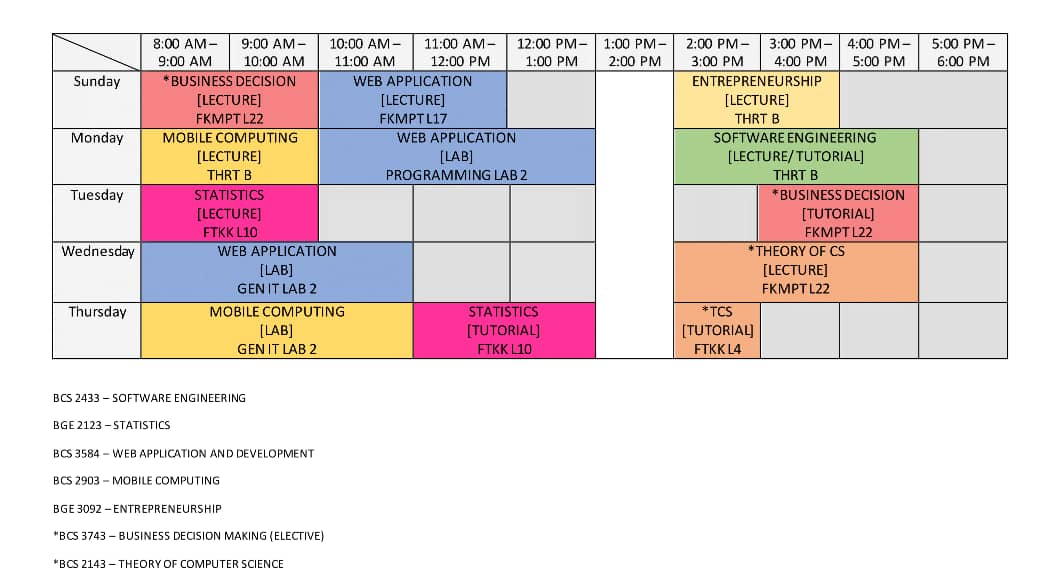 8:00 AM – 9:00 AM – 10:00 AM – 11:00 AM – 12:00 PM – 1:00 PM – 2:00 PM – 3:00 PM – 4:00 PM – 5:00 PM –
9:00 AM 10:00 AM 11:00 AM 12:00 PM 1:00 PM 2:00 PM 3:00 PM 4:00 PM 5:00 PM 6:00 PM
Sunday *BUSINESS DECISION WEB APPLICATION ENTREPRENEURSHIP
[LECTURE] [LECTURE] [LECTURE]
FKMPT L22 FKMPT L17 THR T B
Monday MOBILE COMPUTING WEB APPLICATION SOFTWARE ENGINEERING
[LECTURE] [LAB] [LECTURE/ TUTORIAL]
THR T B PROGRAMMING LAB 2 THR T B
Tuesday STATISTICS *BUSINESS DECISION
[LECTURE] [TUTORIAL]
FTKK L10 FKMPT L22
Wednesday WEB APPLICATION *THEORY OF CS
[LAB] [LECTURE]
GEN IT LAB 2 FKMPT L22
Thursday MOBILE COMPUTING STATISTICS *TCS
[LAB] [TUTORIAL] [TUTORIAL]
GEN IT LAB 2 FTKK L10 FTKK L4
BCS 2433 – SOFTWARE ENGINEERING
BGE 2123 – STATISTICS
BCS 3584 – WEB APPLICATION AND DEVELOPMENT
BCS 2903 – MOBILE COMPUTING
BGE 3092 – ENTREPRENEURSHIP
*BCS 3743 – BUSINESS DECISION MAKING (ELECTIVE)
*BCS 2143 – THEORY OF COMPUTER SCIENCE